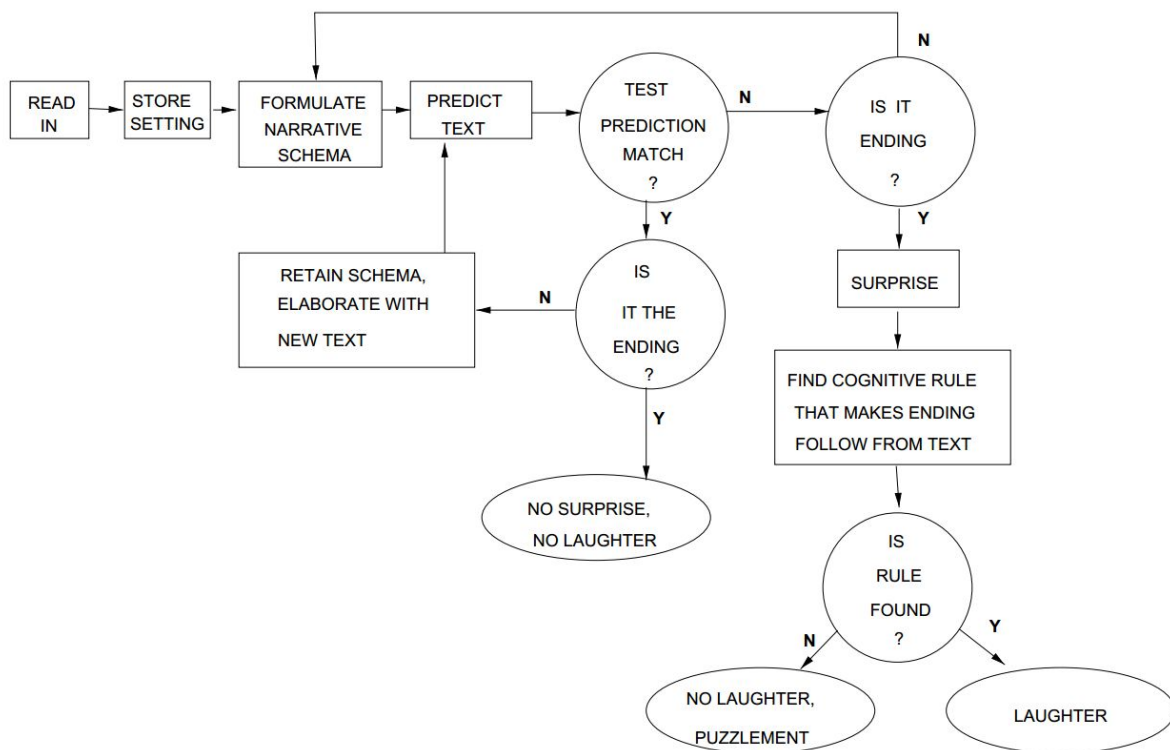 READ
IN
STORE
SETTING
FORMULATE
NARRATIVE
SCHEMA
PREDICT
TEXT
TEST
PREDICTION
MATCH
?
N
IS IT
ENDING
?
N
Y
SURPRISE
FIND COGNITIVE RULE
THAT MAKES ENDING
FOLLOW FROM TEXT
IS
RULE
FOUND
?
N
NO LAUGHTER,
PUZZLEMENT
Y
LAUGHTER
Y
IS
IT THE
ENDING
?
N
RETAIN SCHEMA,
ELABORATE WITH
NEW TEXT
Y
NO SURPRISE,
NO LAUGHTER